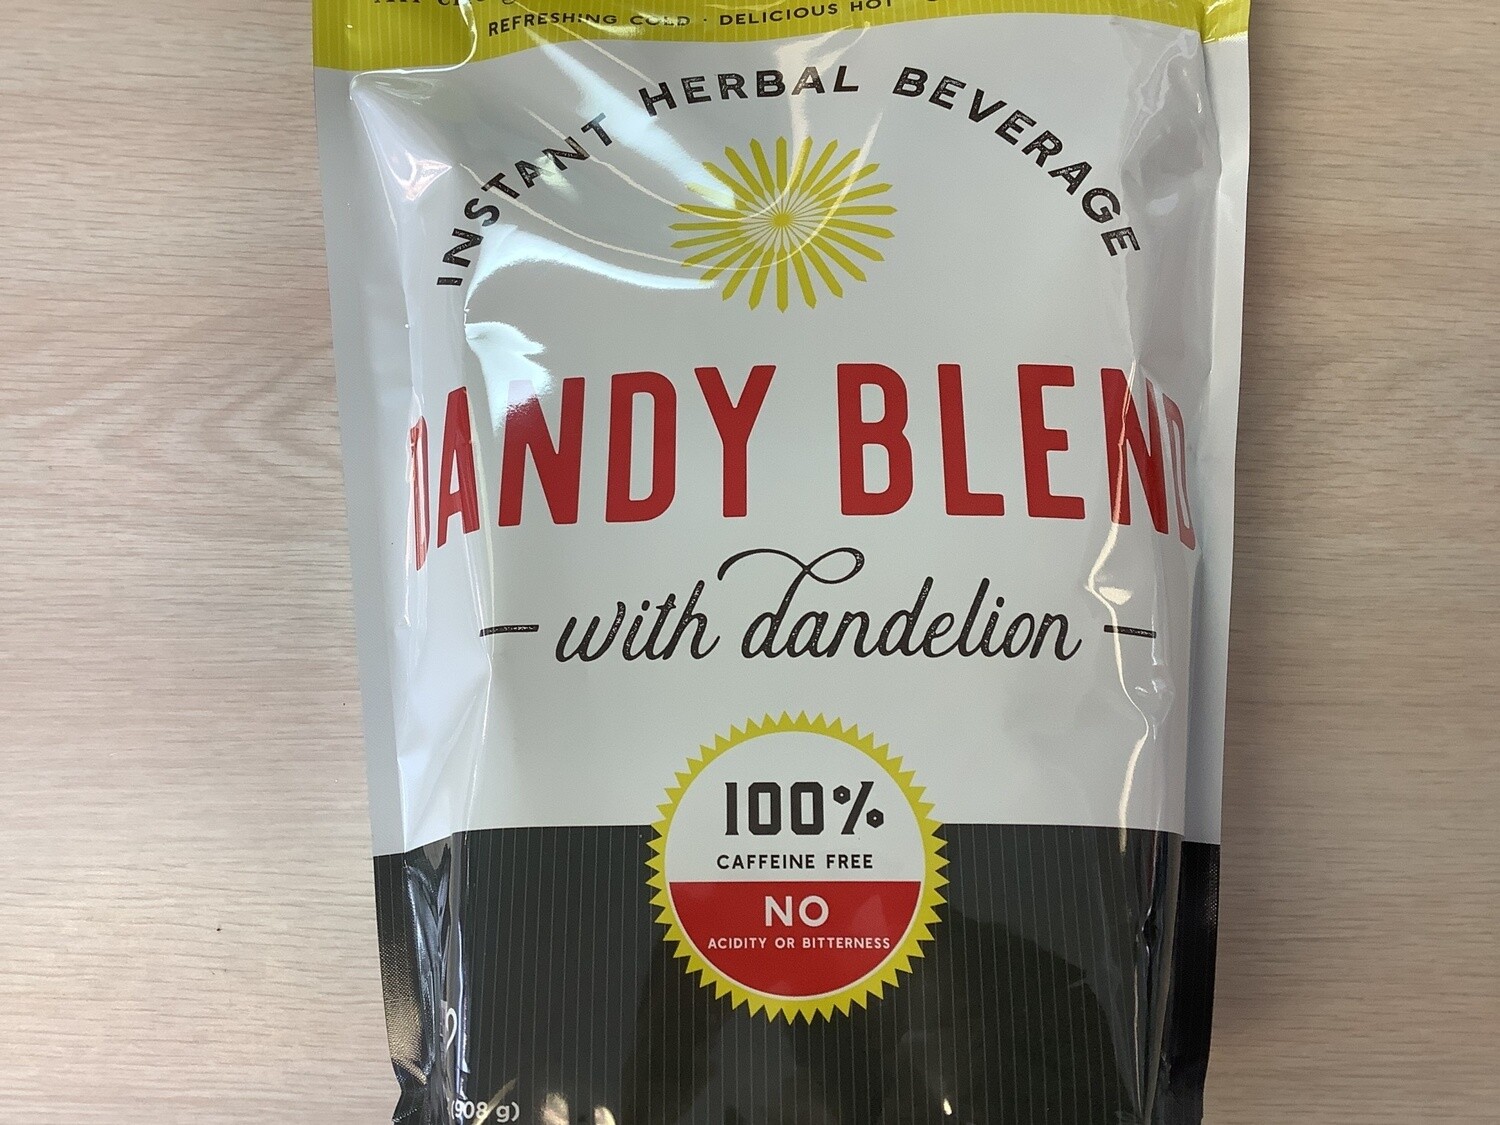 REFRESHING COLD · DELICIOUS HOT
INSTANT HERBAL BEVERAGE
DANDY BLEND
with dandelion
100%
CAFFEINE FREE
NO
ACIDITY OR BITTERNESS
(908 g)